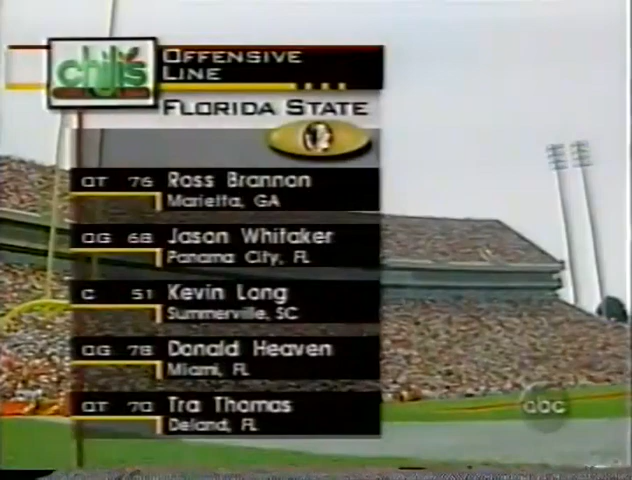 chili's
OFFENSIVE
LINE
FLORIDA STATE
OT 76 Ross Brannon
Marietta, GA
OG 68 Jason Whitaker
Panama City, FL
C 51 Kevin Long
Summerville, SC
OG 78 Donald Heaven
Miami, FL
OT 70 Tra Thomas
Deland, FL
abc